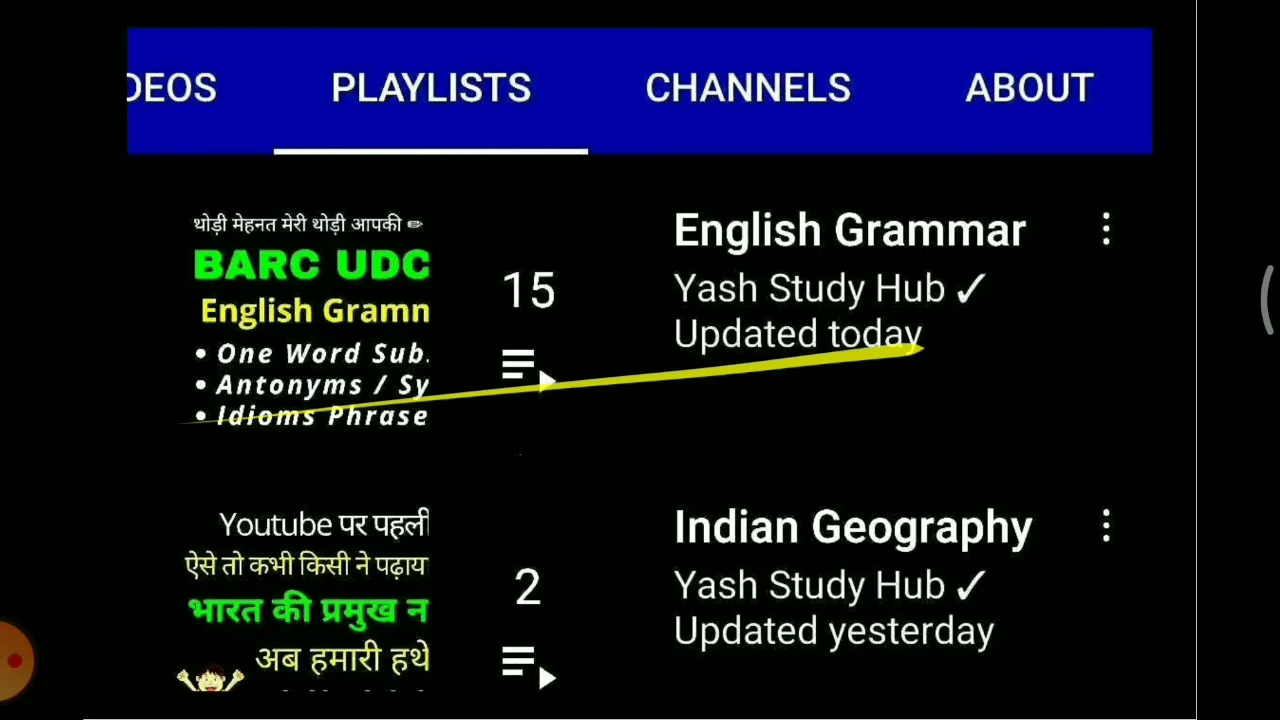 DEOS PLAYLISTS CHANNELS ABOUT
थोड़ी मेहनत मेरी थोड़ी आपकी ✏
BARC UDC
English Gramn
• One Word Sub.
• Antonyms / Sy
• Idioms Phrase
15
English Grammar
Yash Study Hub ✓
Updated today
Youtube पर पहली
ऐसे तो कभी किसी ने पढ़ाया
भारत की प्रमुख न
अब हमारी हथे
2
Indian Geography
Yash Study Hub ✓
Updated yesterday